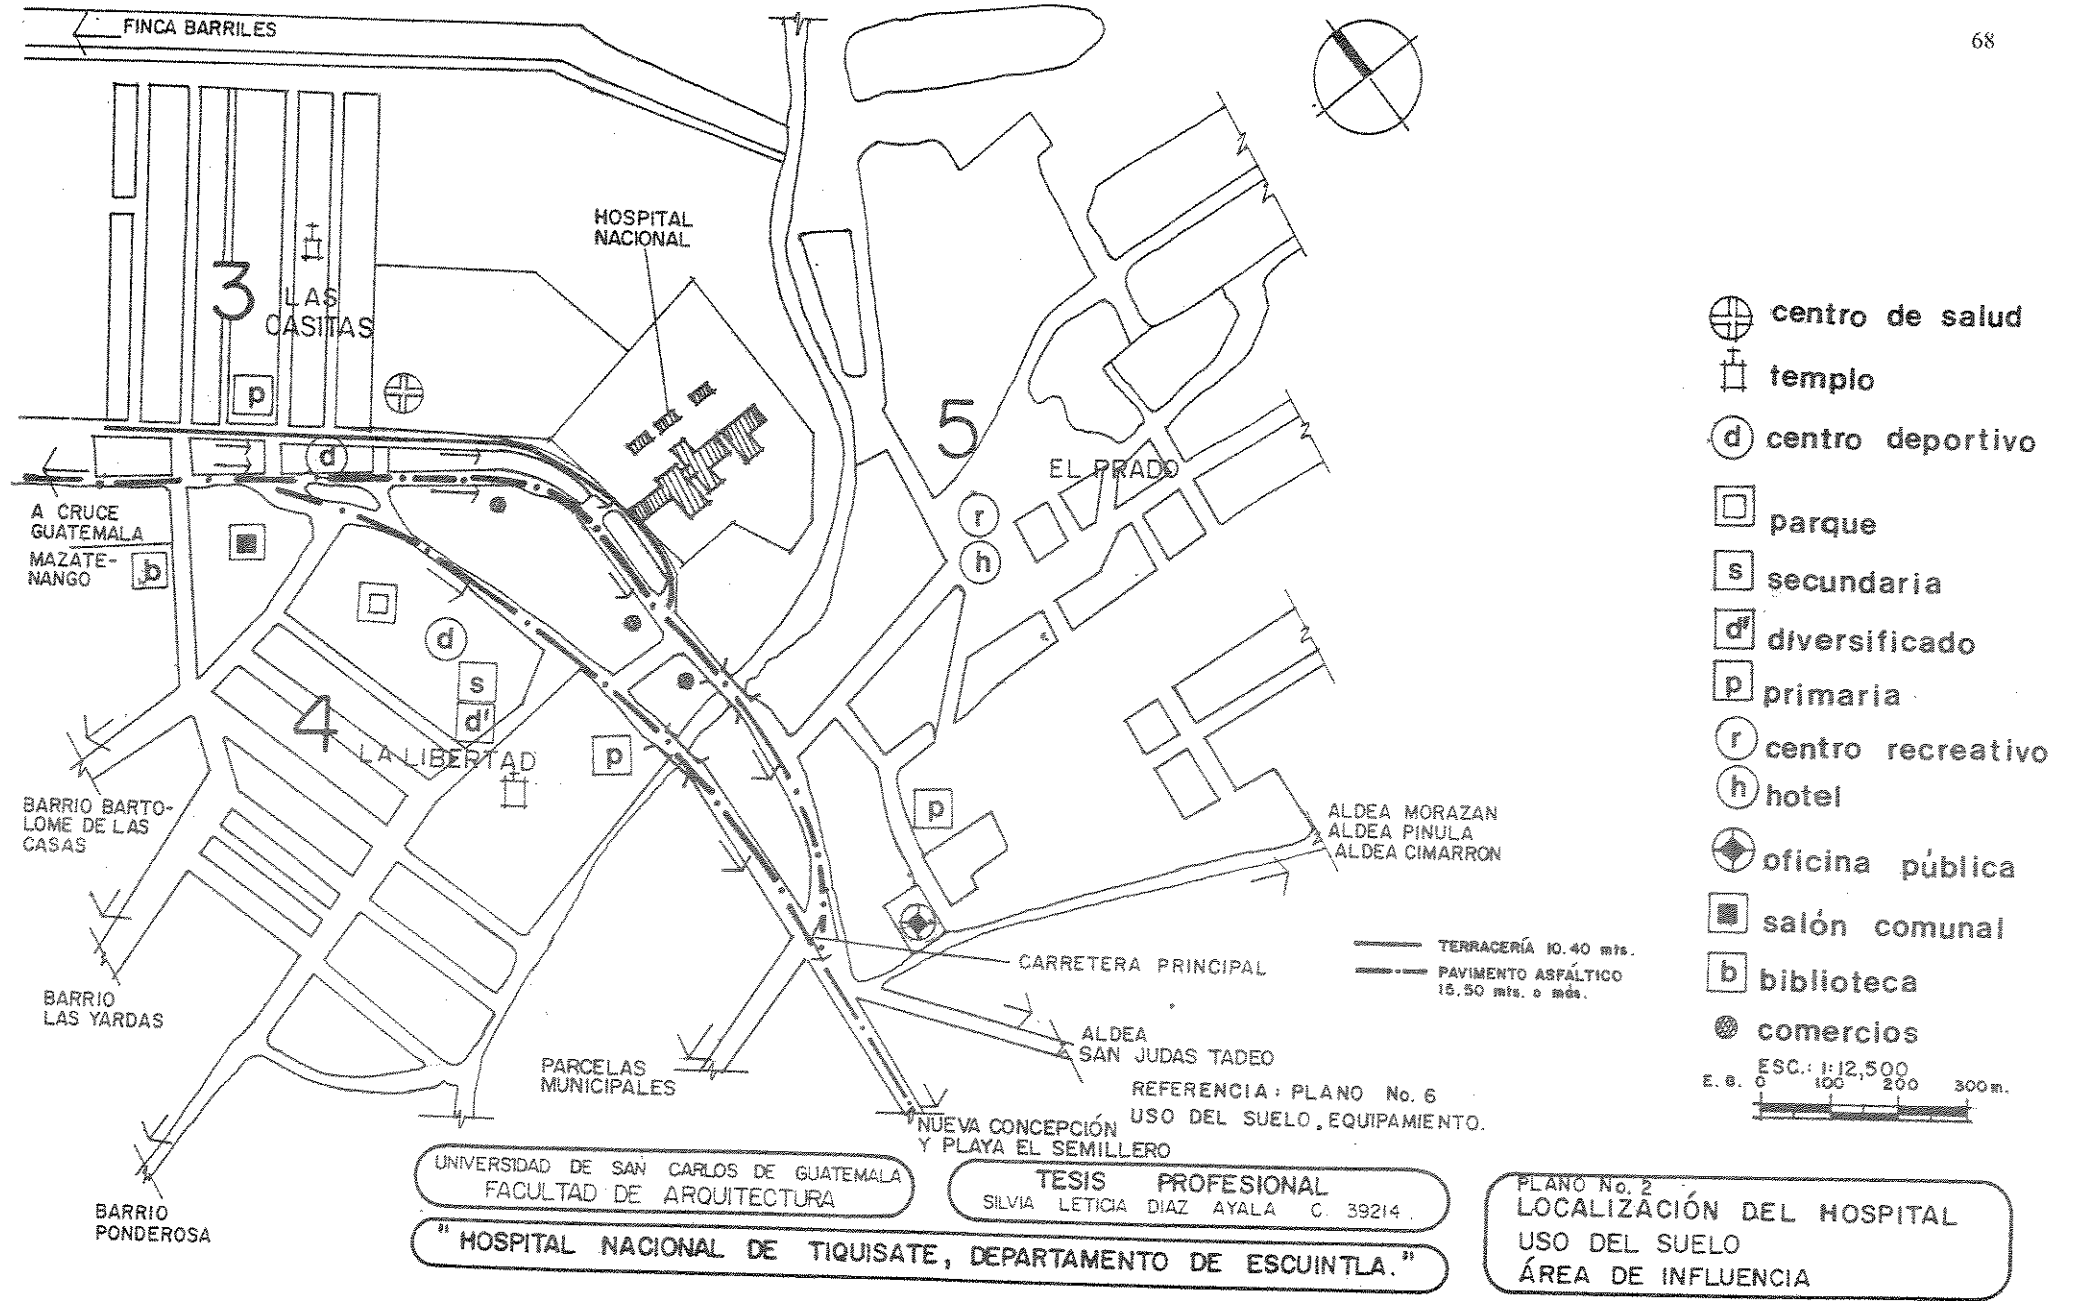 68
FINCA BARRILES
HOSPITAL
NACIONAL
3
LAS
CASITAS
p
d
5
EL PRADO
r
h
A CRUCE
GUATEMALA
MAZATE-
NANGO
b
d
s
d'
4
LA LIBERTAD
p
p
BARRIO BARTO-
LOME DE LAS
CASAS
BARRIO
LAS YARDAS
BARRIO
PONDEROSA
PARCELAS
MUNICIPALES
ALDEA MORAZAN
ALDEA PINULA
ALDEA CIMARRON
CARRETERA PRINCIPAL
ALDEA
SAN JUDAS TADEO
NUEVA CONCEPCIÓN
Y PLAYA EL SEMILLERO
TERRACERÍA 10.40 mts.
PAVIMENTO ASFÁLTICO
15.50 mts. o más.
REFERENCIA: PLANO No. 6
USO DEL SUELO, EQUIPAMIENTO.
centro de salud
templo
d centro deportivo
parque
s secundaria
d' diversificado
p primaria
r centro recreativo
h hotel
oficina pública
salón comunal
b biblioteca
comercios
ESC.: 1:12,500
E. G. 0 100 200 300 m.
UNIVERSIDAD DE SAN CARLOS DE GUATEMALA
FACULTAD DE ARQUITECTURA
TESIS PROFESIONAL
SILVIA LETICIA DIAZ AYALA C. 39214.
"HOSPITAL NACIONAL DE TIQUISATE, DEPARTAMENTO DE ESCUINTLA."
PLANO No. 2
LOCALIZACIÓN DEL HOSPITAL
USO DEL SUELO
ÁREA DE INFLUENCIA